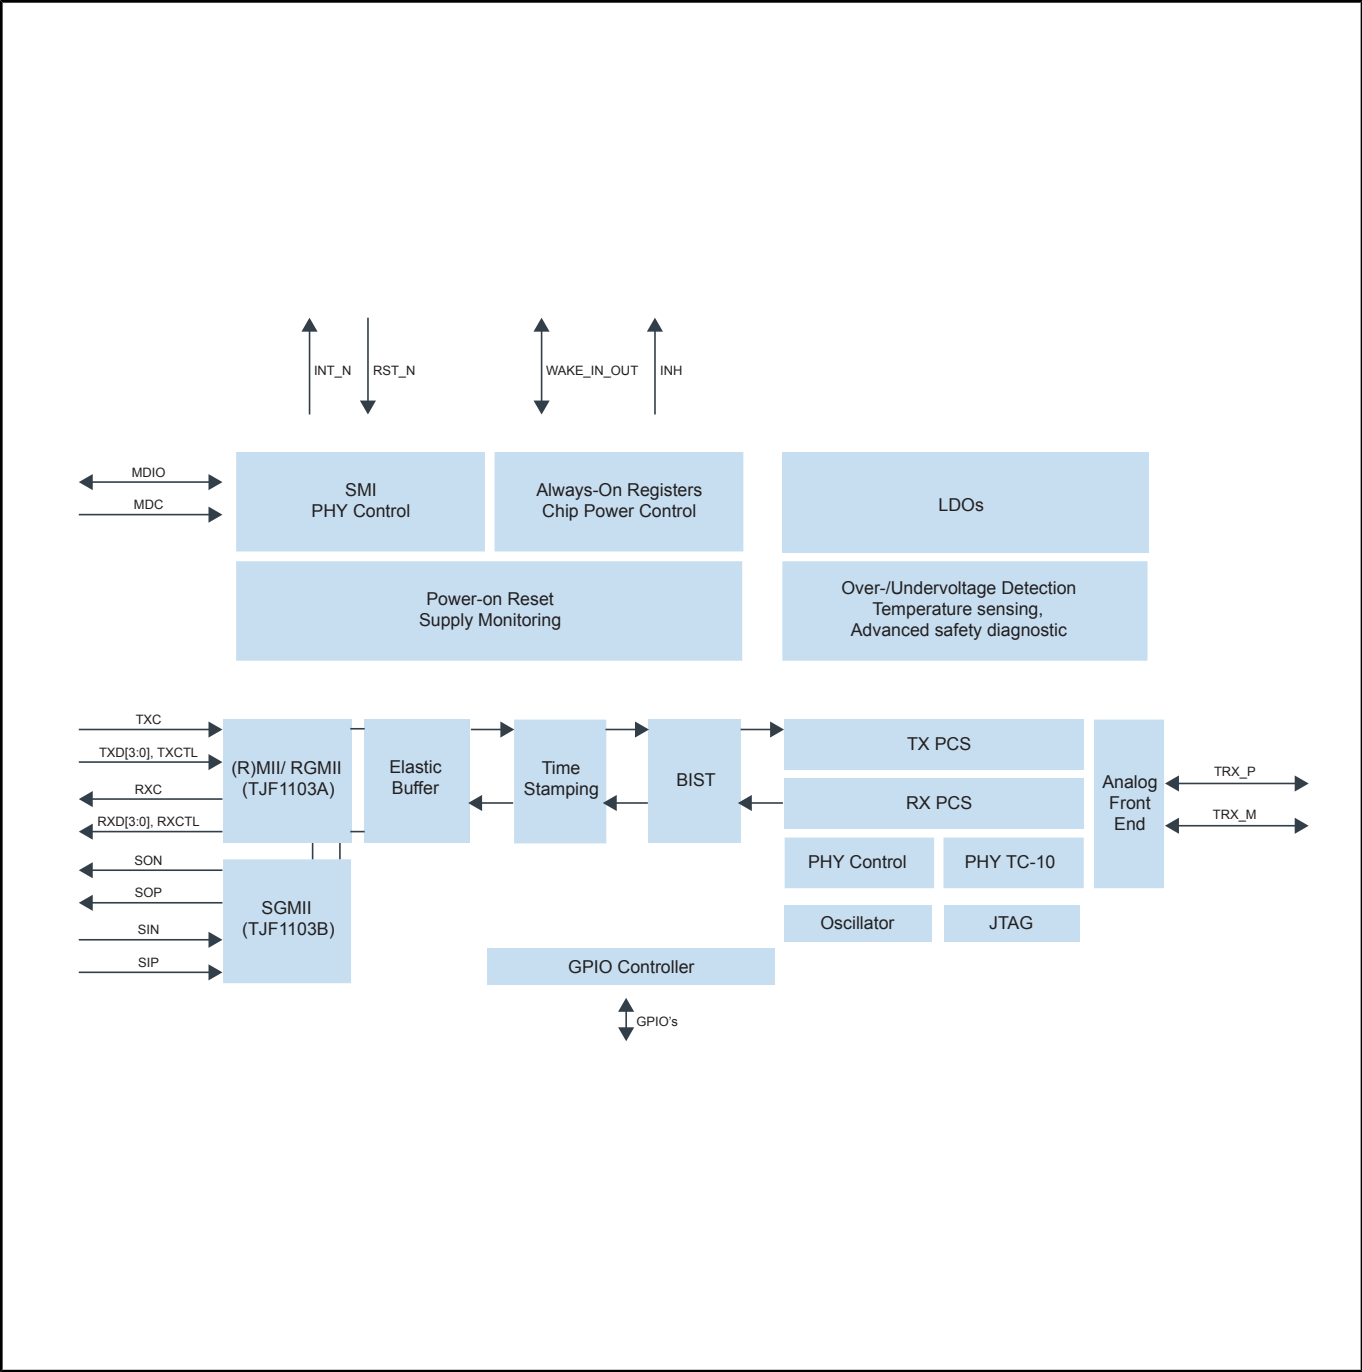 INT_N
RST_N
WAKE_IN_OUT
INH
MDIO
MDC
SMI
PHY Control
Always-On Registers
Chip Power Control
LDOs
Power-on Reset
Supply Monitoring
Over-/Undervoltage Detection
Temperature sensing,
Advanced safety diagnostic
TXC
TXD[3:0], TXCTL
RXC
RXD[3:0], RXCTL
SON
SOP
SIN
SIP
(R)MII/ RGMII
(TJF1103A)
SGMII
(TJF1103B)
Elastic
Buffer
Time
Stamping
BIST
TX PCS
RX PCS
PHY Control
PHY TC-10
Oscillator
JTAG
Analog
Front
End
TRX_P
TRX_M
GPIO Controller
GPIO's